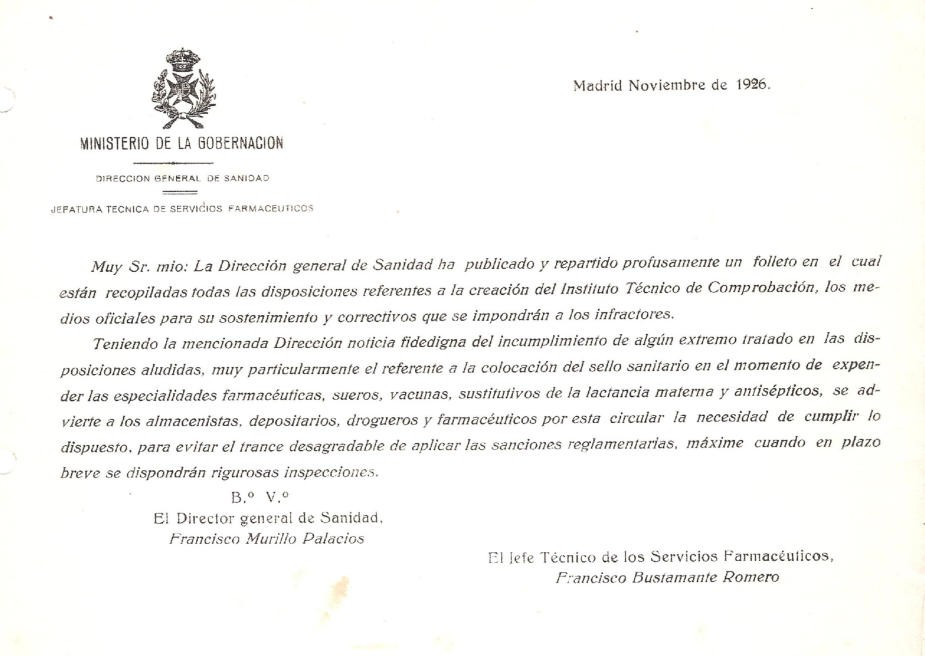 Madrid Noviembre de 1926.
MINISTERIO DE LA GOBERNACION
DIRECCION GENERAL DE SANIDAD
JEFATURA TECNICA DE SERVICIOS FARMACEUTICOS
Muy Sr. mio: La Dirección general de Sanidad ha publicado y repartido profusamente un folleto en el cual
están recopiladas todas las disposiciones referentes a la creación del Instituto Técnico de Comprobación, los me-
dios oficiales para su sostenimiento y correctivos que se impondrán a los infractores.
Teniendo la mencionada Dirección noticia fidedigna del incumplimiento de algún extremo tratado en las dis-
posiciones aludidas, muy particularmente el referente a la colocación del sello sanitario en el momento de expen-
der las especialidades farmacéuticas, sueros, vacunas, sustitutivos de la lactancia materna y antisépticos, se ad-
vierte a los almacenistas, depositarios, drogueros y farmacéuticos por esta circular la necesidad de cumplir lo
dispuesto, para evitar el trance desagradable de aplicar las sanciones reglamentarias, máxime cuando en plazo
breve se dispondrán rigurosas inspecciones.
B.º V.º
El Director general de Sanidad,
Francisco Murillo Palacios
El Jefe Técnico de los Servicios Farmacéuticos,
Francisco Bustamante Romero